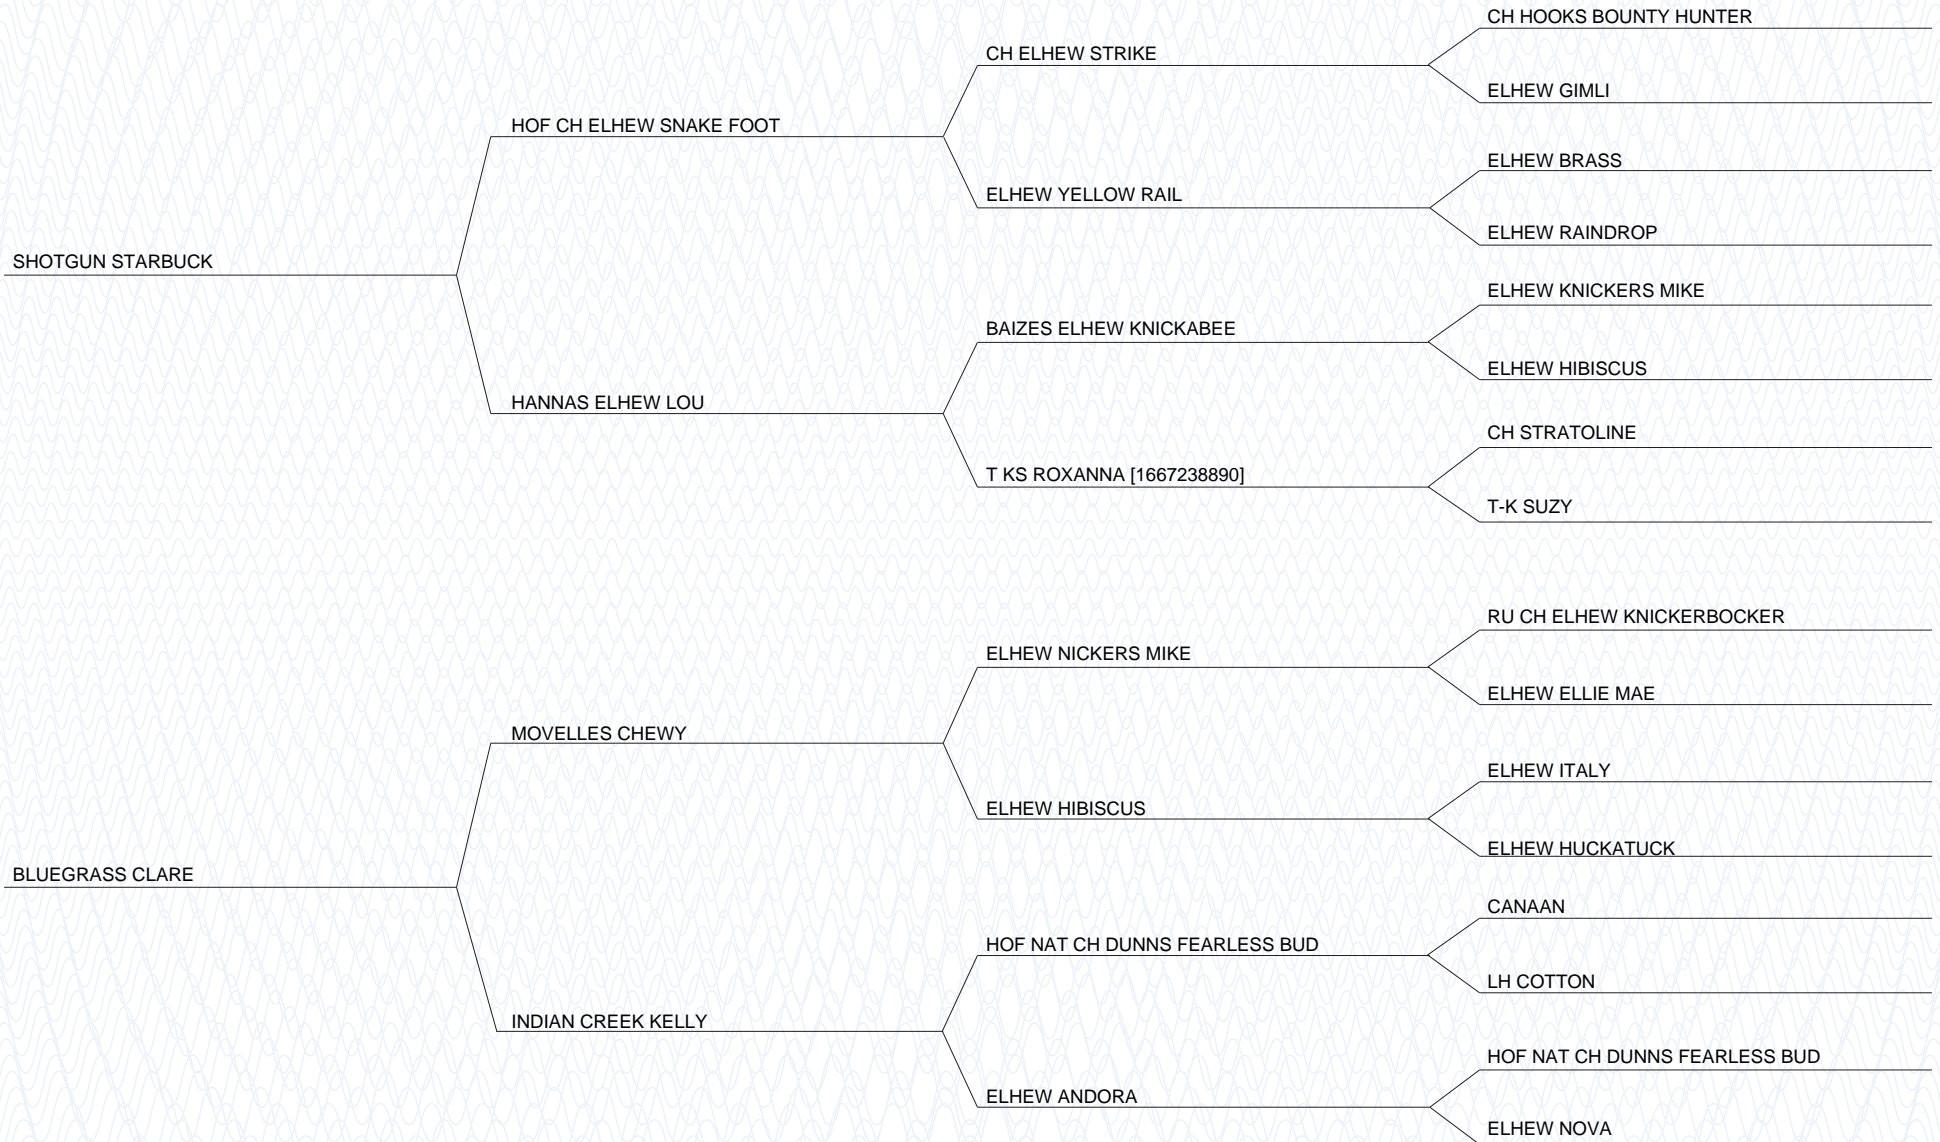 CH HOOKS BOUNTY HUNTER
CH ELHEW STRIKE
ELHEW GIMLI
HOF CH ELHEW SNAKE FOOT
ELHEW BRASS
ELHEW YELLOW RAIL
ELHEW RAINDROP
SHOTGUN STARBUCK
ELHEW KNICKERS MIKE
BAIZES ELHEW KNICKABEE
ELHEW HIBISCUS
HANNAS ELHEW LOU
CH STRATOLINE
T KS ROXANNA [1667238890]
T-K SUZY
RU CH ELHEW KNICKERBOCKER
ELHEW NICKERS MIKE
ELHEW ELLIE MAE
MOVELLES CHEWY
ELHEW ITALY
ELHEW HIBISCUS
ELHEW HUCKATUCK
BLUEGRASS CLARE
CANAAN
HOF NAT CH DUNNS FEARLESS BUD
LH COTTON
INDIAN CREEK KELLY
HOF NAT CH DUNNS FEARLESS BUD
ELHEW ANDORA
ELHEW NOVA